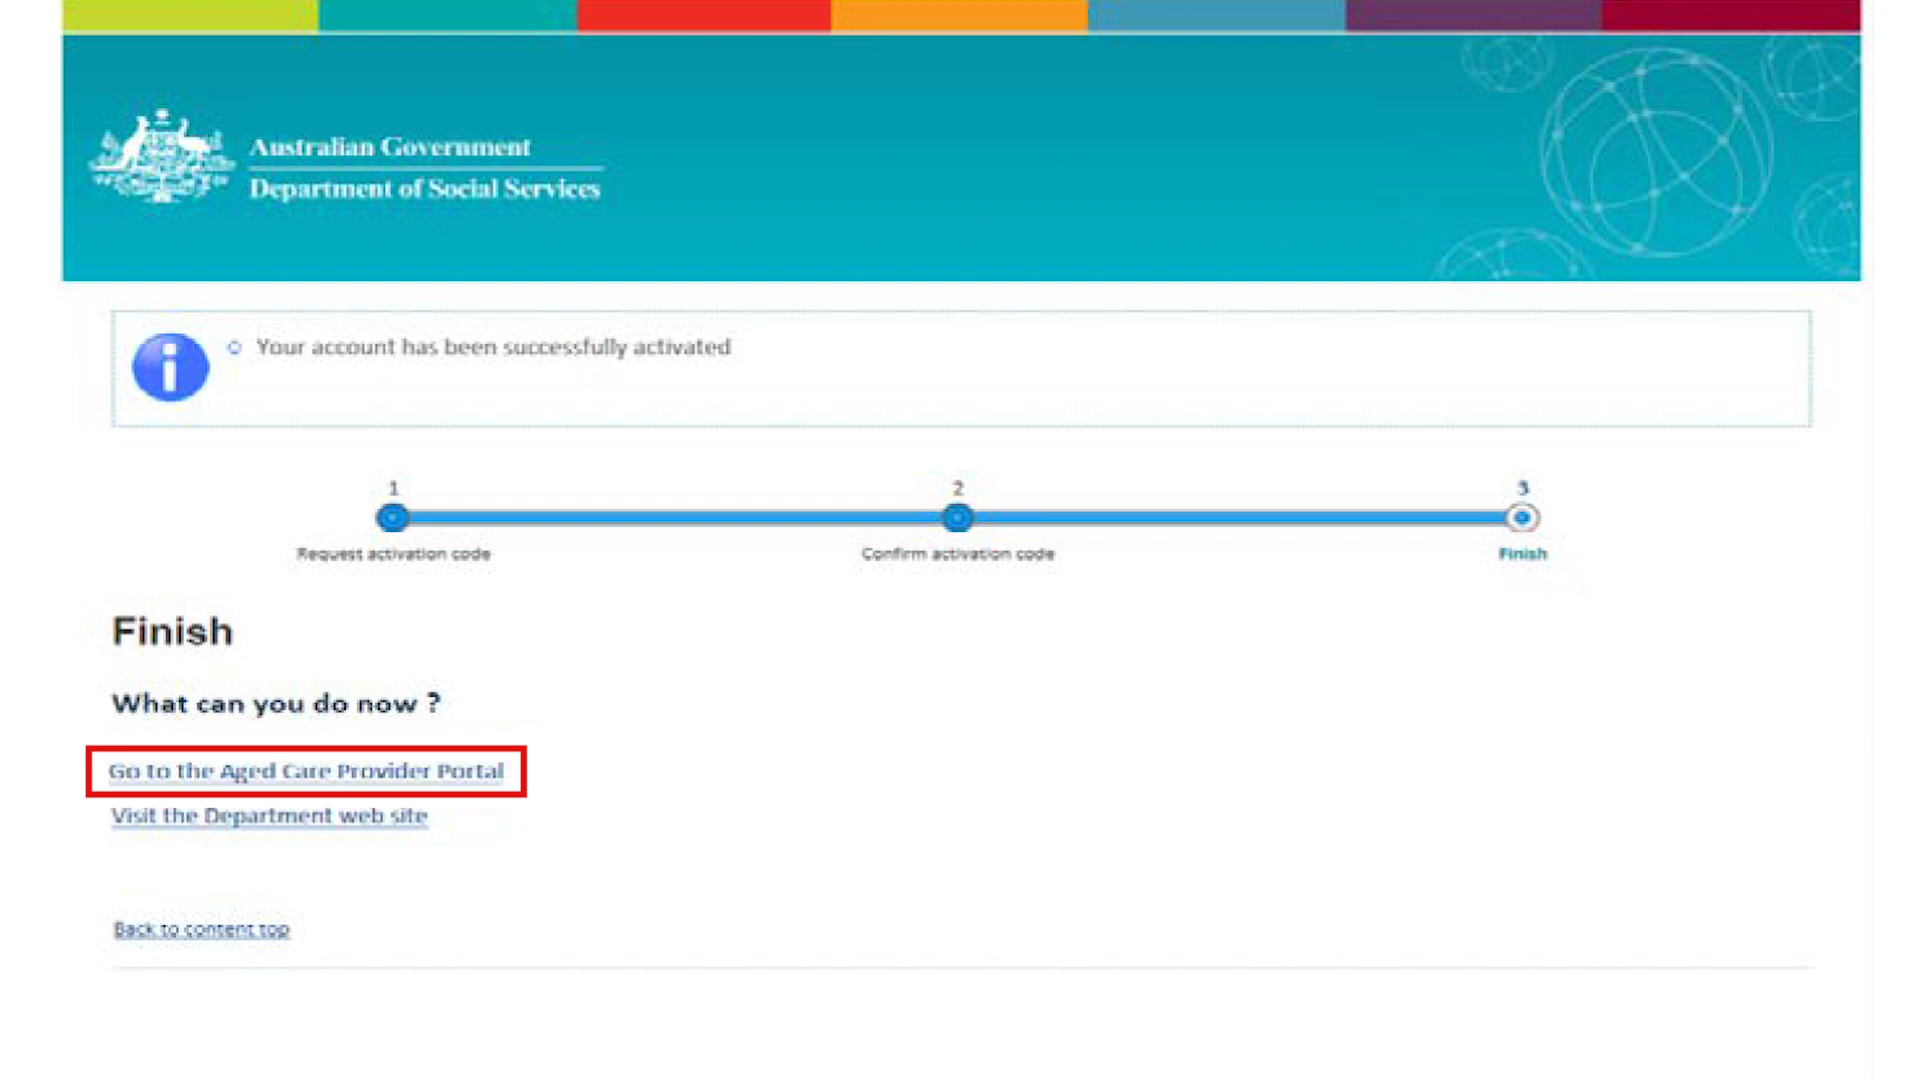 Australian Government
Department of Social Services
Your account has been successfully activated
1
2
3
Request activation code
Confirm activation code
Finish
Finish
What can you do now ?
Go to the Aged Care Provider Portal
Visit the Department web site
Back to content top